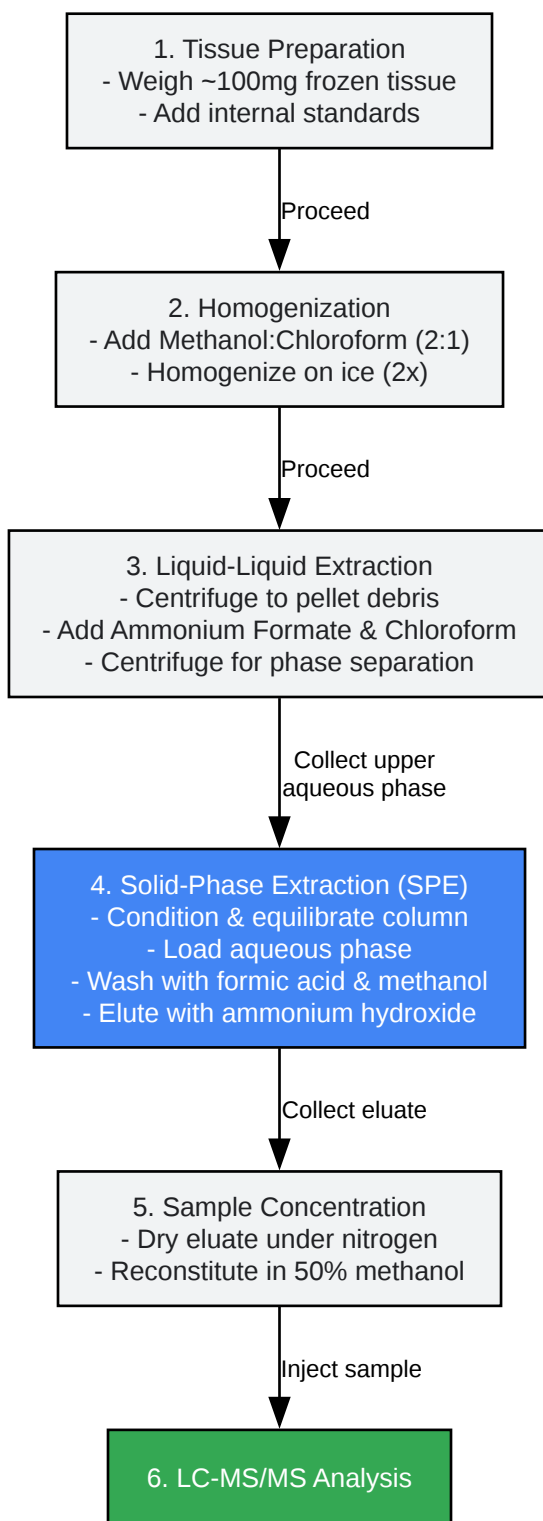 1. Tissue Preparation
- Weigh ~100mg frozen tissue
- Add internal standards
Proceed
2. Homogenization
- Add Methanol:Chloroform (2:1)
- Homogenize on ice (2x)
Proceed
3. Liquid-Liquid Extraction
- Centrifuge to pellet debris
- Add Ammonium Formate & Chloroform
- Centrifuge for phase separation
Collect upper
aqueous phase
4. Solid-Phase Extraction (SPE)
- Condition & equilibrate column
- Load aqueous phase
- Wash with formic acid & methanol
- Elute with ammonium hydroxide
Collect eluate
5. Sample Concentration
- Dry eluate under nitrogen
- Reconstitute in 50% methanol
Inject sample
6. LC-MS/MS Analysis